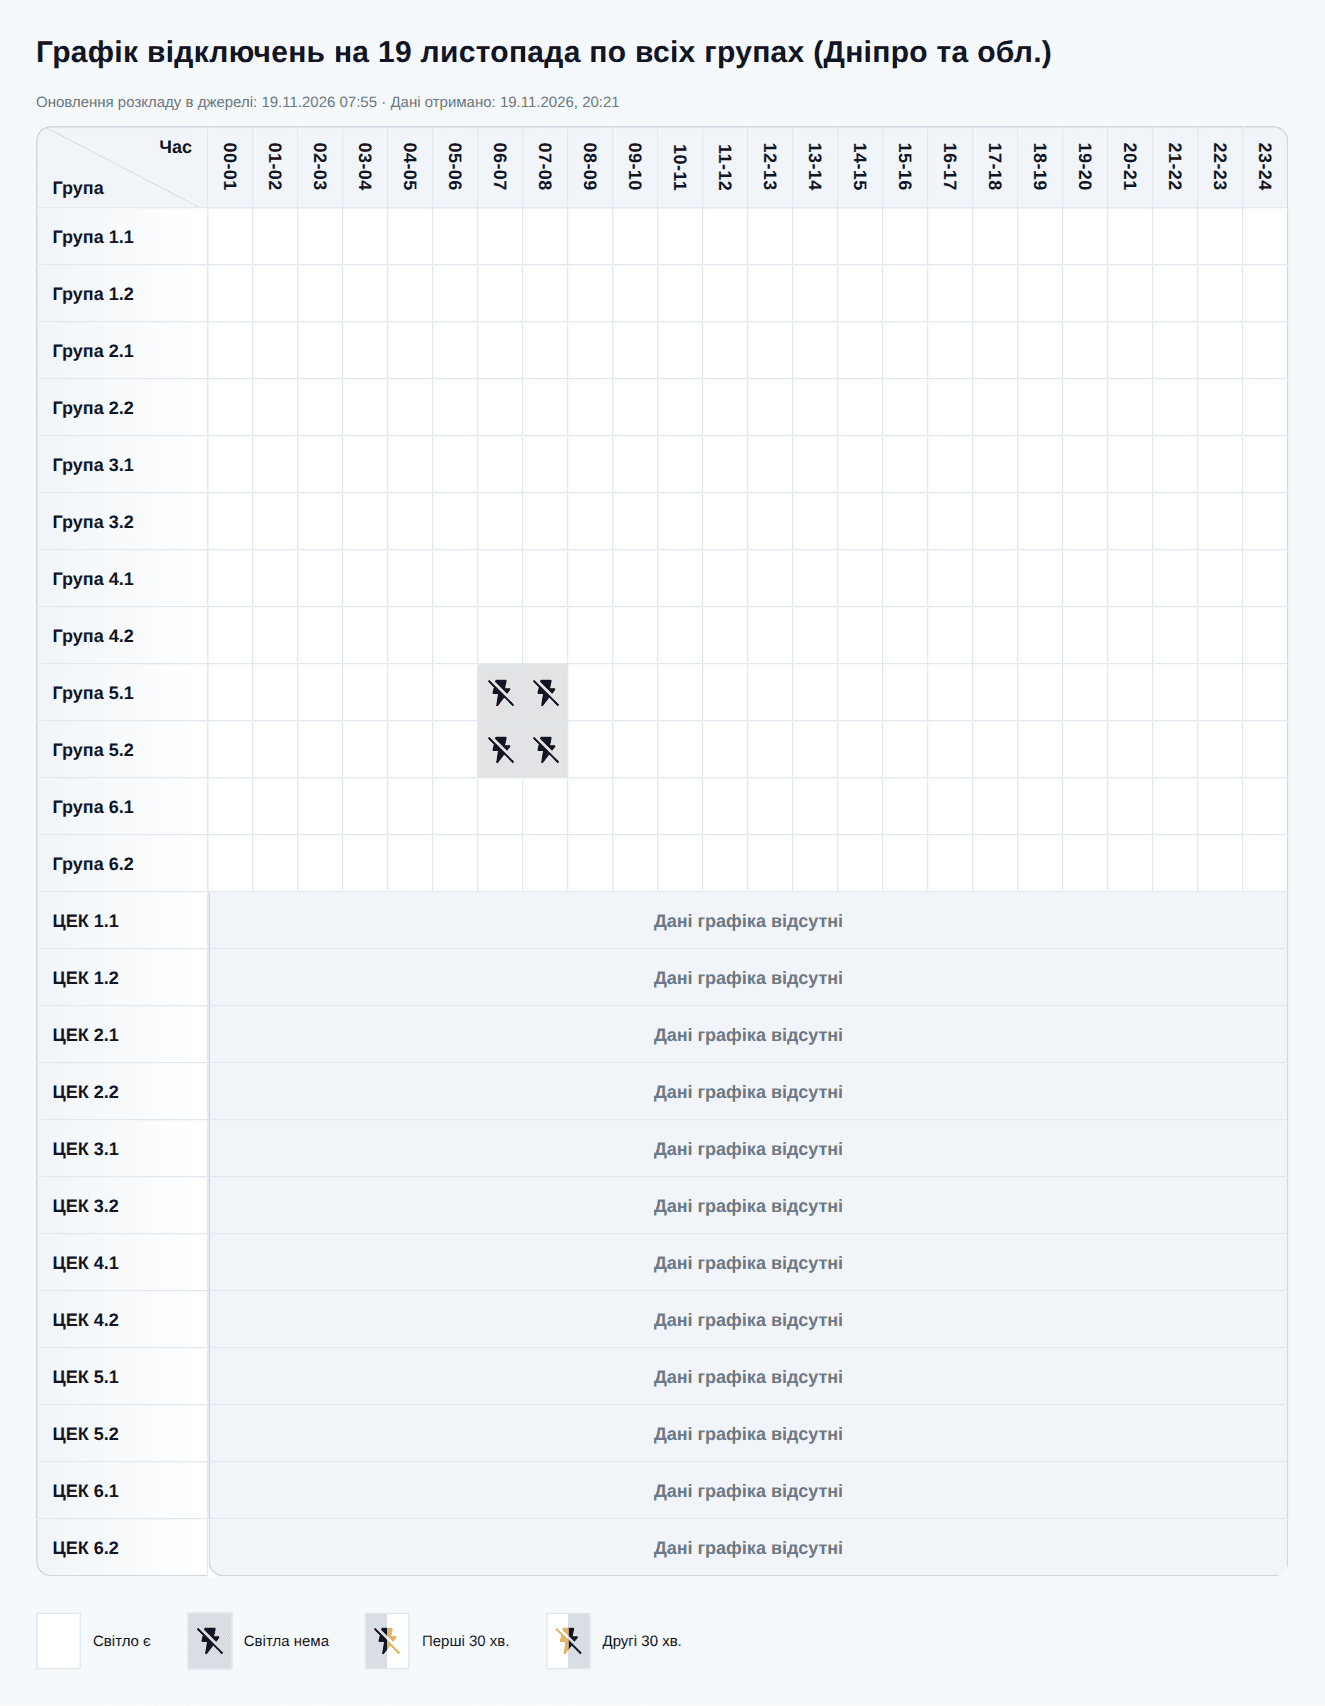 Графік відключень на 19 листопада по всіх групах (Дніпро та обл.)
Оновлення розкладу в джерелі: 19.11.2026 07:55 · Дані отримано: 19.11.2026, 20:21
Час
Група
00-01 01-02 02-03 03-04 04-05 05-06 06-07 07-08 08-09 09-10 10-11 11-12 12-13 13-14 14-15 15-16 16-17 17-18 18-19 19-20 20-21 21-22 22-23 23-24
Група 1.1
Група 1.2
Група 2.1
Група 2.2
Група 3.1
Група 3.2
Група 4.1
Група 4.2
Група 5.1
Група 5.2
Група 6.1
Група 6.2
ЦЕК 1.1 Дані графіка відсутні
ЦЕК 1.2 Дані графіка відсутні
ЦЕК 2.1 Дані графіка відсутні
ЦЕК 2.2 Дані графіка відсутні
ЦЕК 3.1 Дані графіка відсутні
ЦЕК 3.2 Дані графіка відсутні
ЦЕК 4.1 Дані графіка відсутні
ЦЕК 4.2 Дані графіка відсутні
ЦЕК 5.1 Дані графіка відсутні
ЦЕК 5.2 Дані графіка відсутні
ЦЕК 6.1 Дані графіка відсутні
ЦЕК 6.2 Дані графіка відсутні
Світло є Світла нема Перші 30 хв. Другі 30 хв.